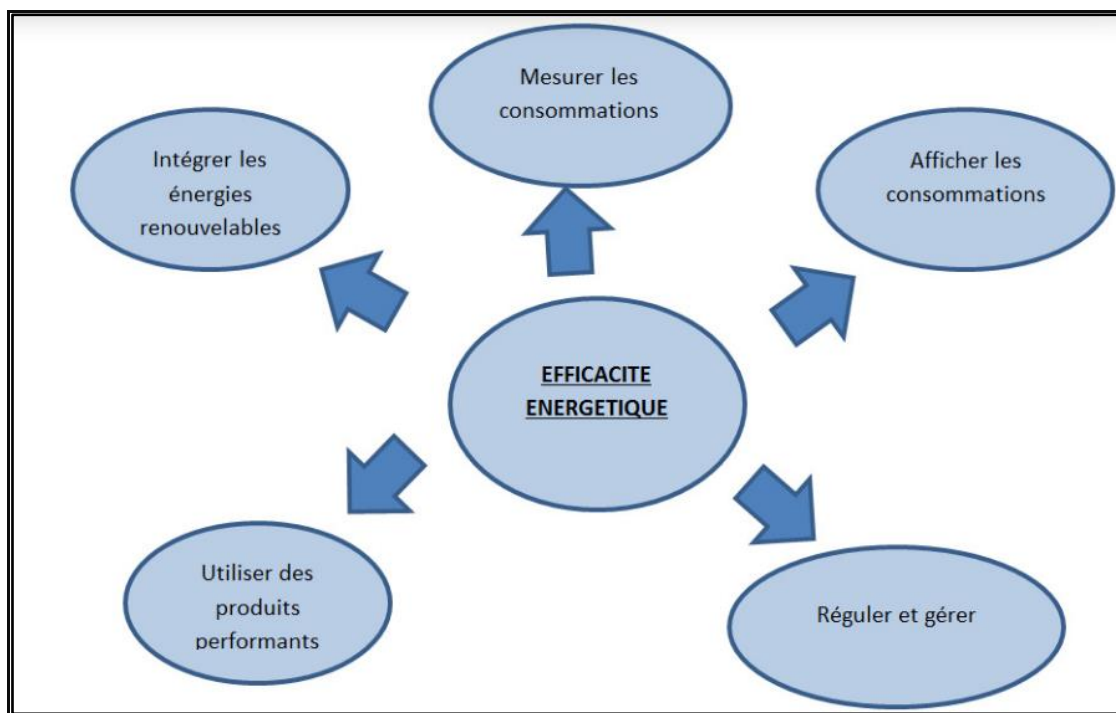 Mesurer les
consommations
Intégrer les
énergies
renouvelables
Afficher les
consommations
EFFICACITE
ENERGETIQUE
Utiliser des
produits
performants
Réguler et gérer